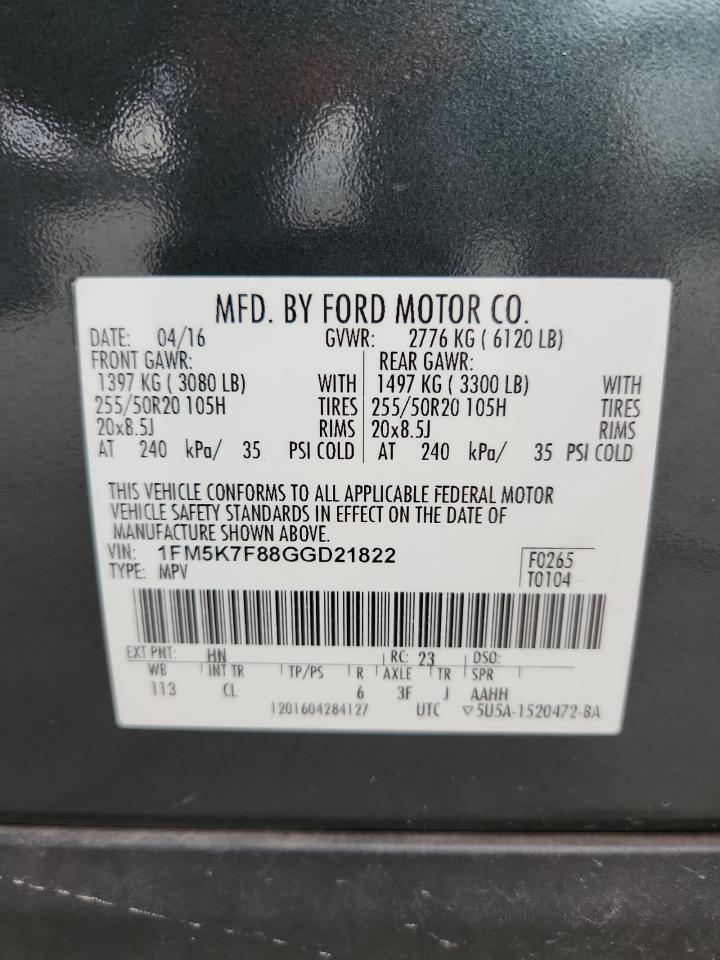 MFD. BY FORD MOTOR CO.
DATE: 04/16 GVWR: 2776 KG ( 6120 LB)
FRONT GAWR: REAR GAWR:
1397 KG ( 3080 LB) WITH 1497 KG ( 3300 LB) WITH
255/50R20 105H TIRES 255/50R20 105H TIRES
20x8.5J RIMS 20x8.5J RIMS
AT 240 kPa/ 35 PSI COLD AT 240 kPa/ 35 PSI COLD
THIS VEHICLE CONFORMS TO ALL APPLICABLE FEDERAL MOTOR
VEHICLE SAFETY STANDARDS IN EFFECT ON THE DATE OF
MANUFACTURE SHOWN ABOVE.
VIN: 1FM5K7F88GGD21822 F0265
TYPE: MPV T0104
EXT PNT: HN RC: 23 DSO:
WB INT TR TP/PS R AXLE TR SPR
113 CL 6 3F J AAHH
1201604284127 UTC ▽5U5A-1520472-BA